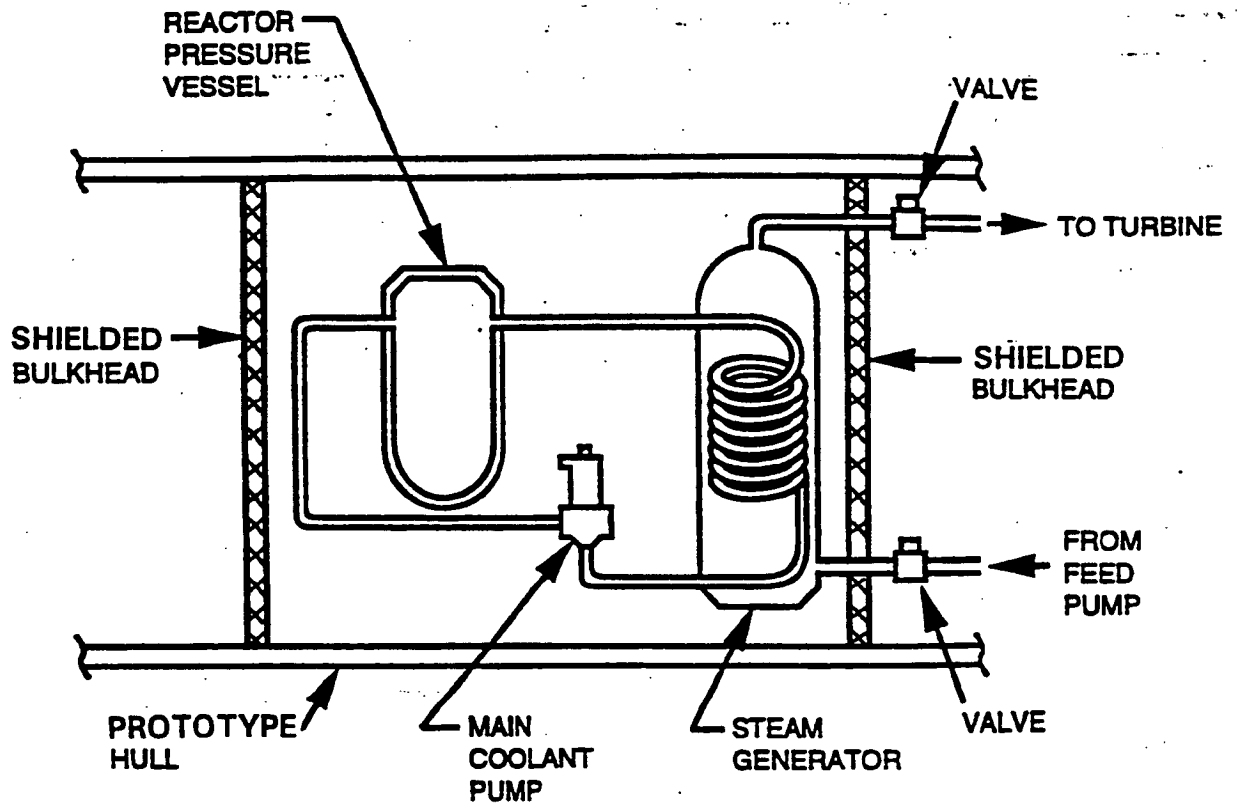 REACTOR
PRESSURE
VESSEL
VALVE
TO TURBINE
SHIELDED
BULKHEAD
SHIELDED
BULKHEAD
FROM
FEED
PUMP
PROTOTYPE
HULL
MAIN
COOLANT
PUMP
STEAM
GENERATOR
VALVE